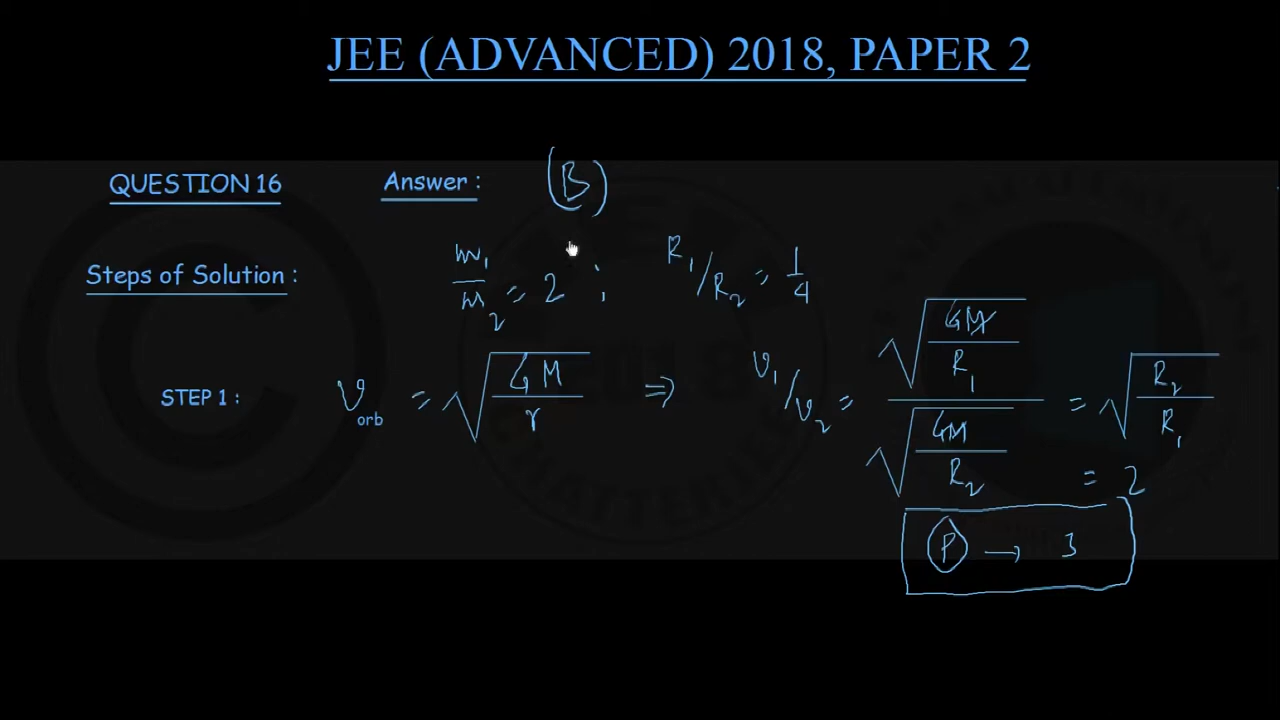 JEE (ADVANCED) 2018, PAPER 2
QUESTION 16 Answer : (B)
Steps of Solution : m₁/m₂ = 2 ; R₁/R₂ = 1/4
STEP 1 : v_orb = √(GM/r) ⇒ v₁/v₂ = √(GM/R₁) / √(GM/R₂) = √(R₂/R₁)
= 2
P → 3